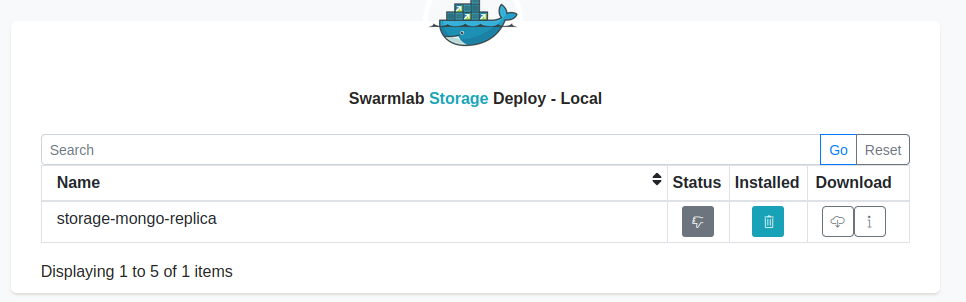 Swarmlab Storage Deploy - Local
Search Go Reset
Name Status Installed Download
storage-mongo-replica
Displaying 1 to 5 of 1 items